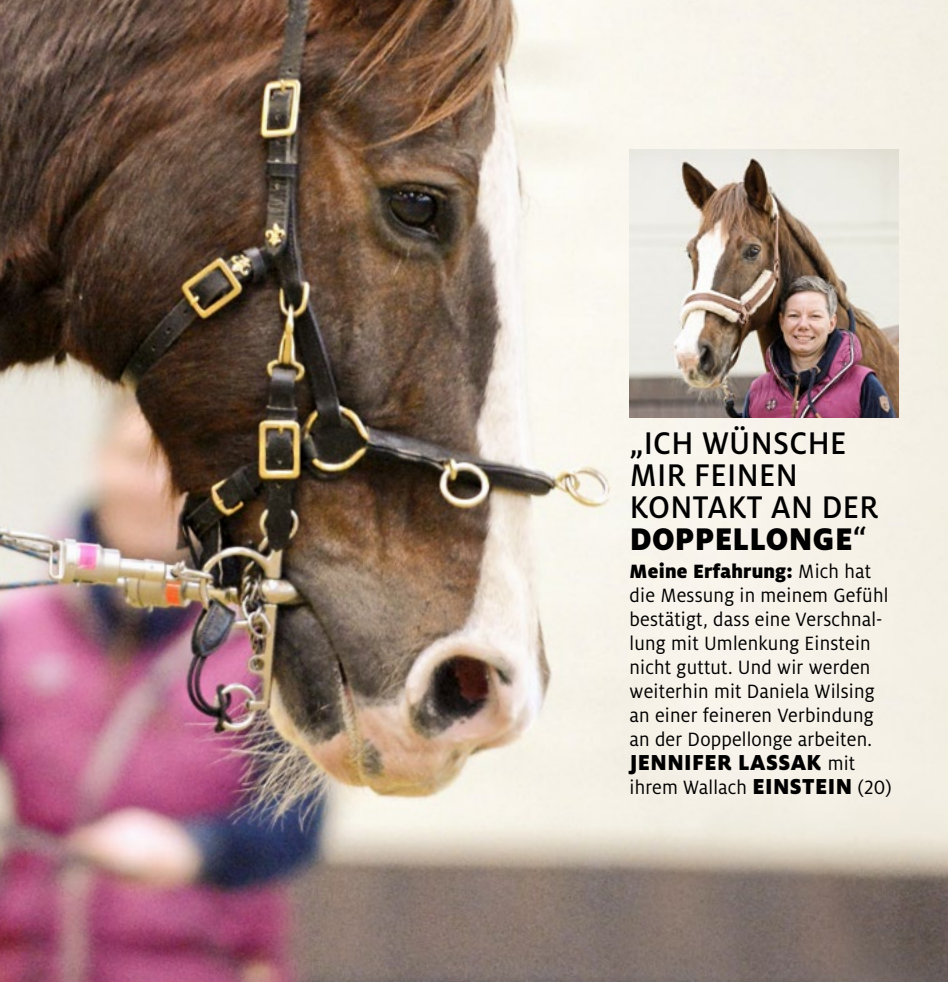 „ICH WÜNSCHE
MIR FEINEN
KONTAKT AN DER
DOPPELLONGE“
Meine Erfahrung: Mich hat
die Messung in meinem Gefühl
bestätigt, dass eine Verschnal-
lung mit Umlenkung Einstein
nicht guttut. Und wir werden
weiterhin mit Daniela Wilsing
an einer feineren Verbindung
an der Doppellonge arbeiten.
JENNIFER LASSAK mit
ihrem Wallach EINSTEIN (20)